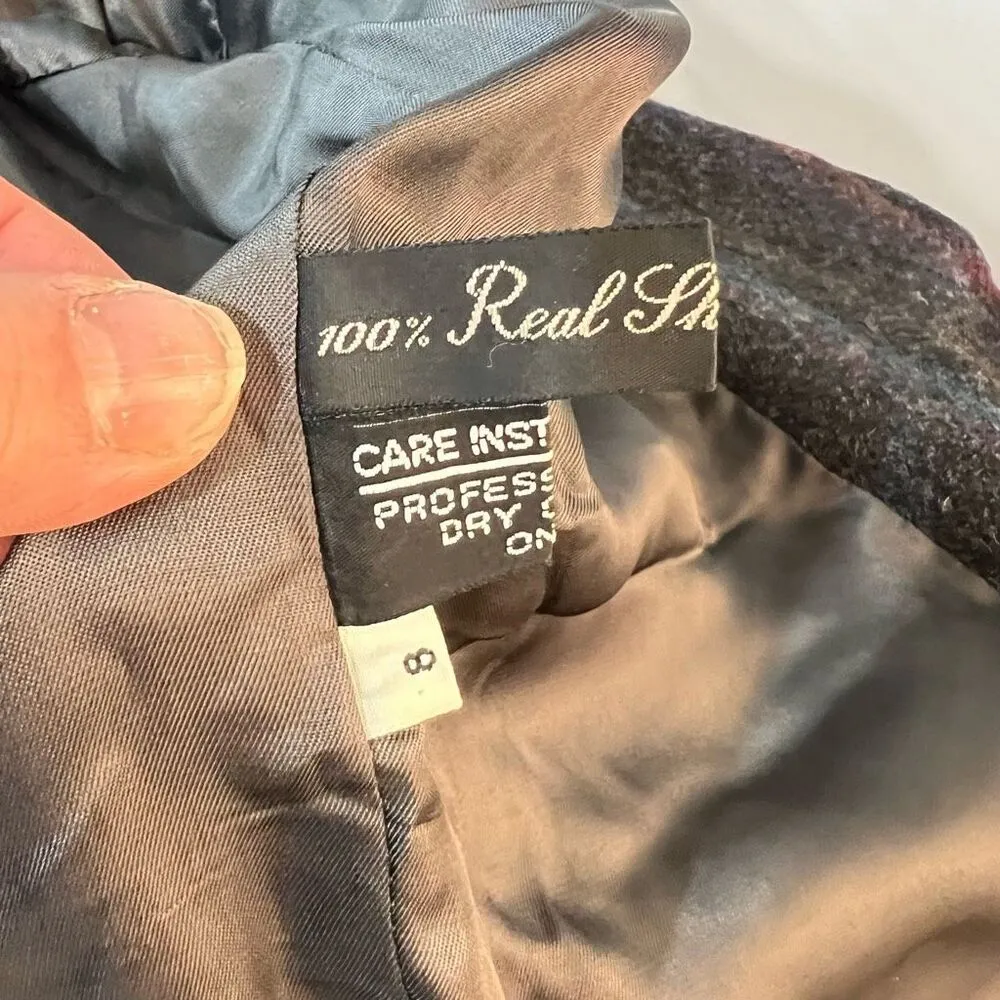 100% Real Sh
CARE INST
PROFESS
DRY
ON
8